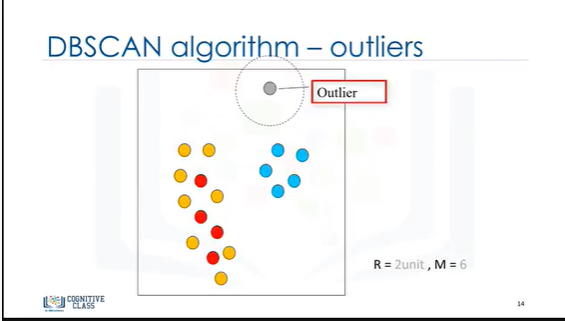 DBSCAN algorithm – outliers
Outlier
R = 2unit , M = 6
COGNITIVE
CLASS
14